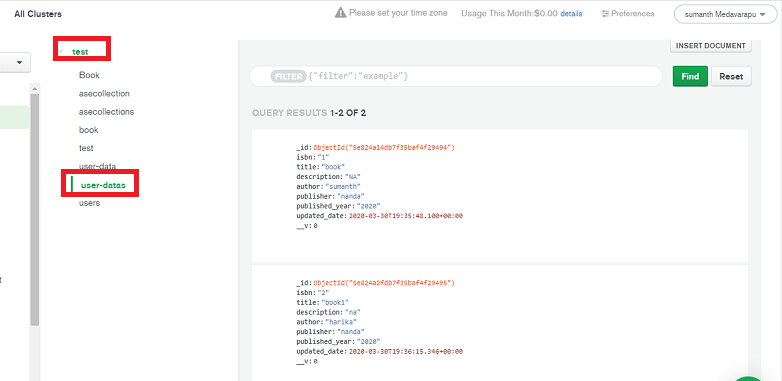 All Clusters
Please set your time zone
Usage This Month:$0.00 details
Preferences
sumanth Medavarapu
test
Book
asecollection
asecollections
book
test
user-data
user-datas
users
INSERT DOCUMENT
FILTER {"filter":"example"}
Find
Reset
QUERY RESULTS 1-2 OF 2
_id:ObjectId("5e824a14db7f35baf4f29494")
isbn:"1"
title:"book"
description:"NA"
author:"sumanth"
publisher:"nanda"
published_year:"2020"
updated_date:2020-03-30T19:35:48.100+00:00
__v:0
_id:ObjectId("5e824a2fdb7f35baf4f29495")
isbn:"2"
title:"book1"
description:"na"
author:"harika"
publisher:"nanda"
published_year:"2020"
updated_date:2020-03-30T19:36:15.346+00:00
__v:0